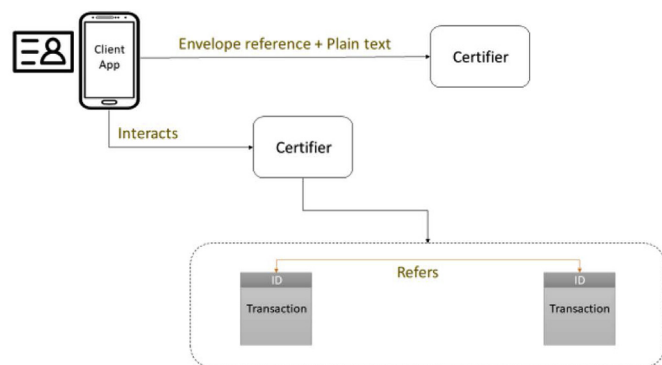 Client
App
Envelope reference + Plain text
Certifier
Interacts
Certifier
Refers
ID
Transaction
ID
Transaction